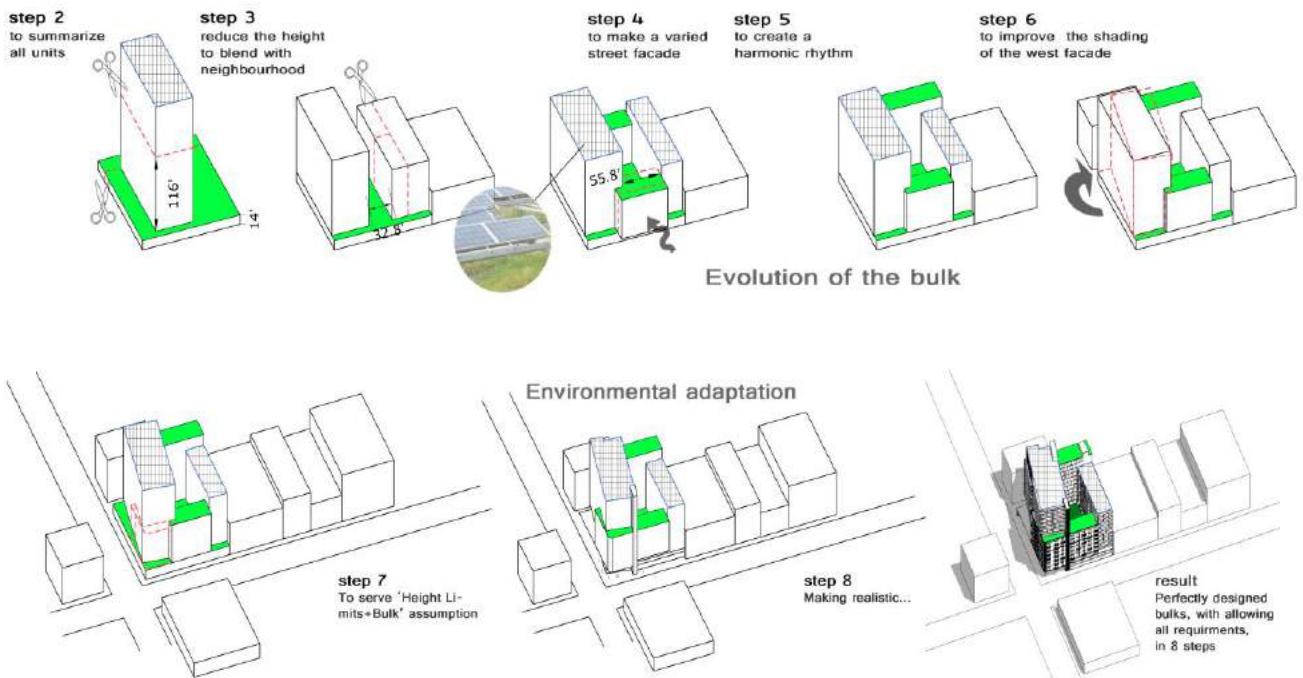 step 2
to summarize
all units
step 3
reduce the height
to blend with
neighbourhood
step 4
to make a varied
street facade
step 5
to create a
harmonic rhythm
step 6
to improve the shading
of the west facade
116'
14'
32.8'
55.8'
Evolution of the bulk
Environmental adaptation
step 7
To serve ‘Height Li-
mits+Bulk’ assumption
step 8
Making realistic...
result
Perfectly designed
bulks, with allowing
all requirments,
in 8 steps